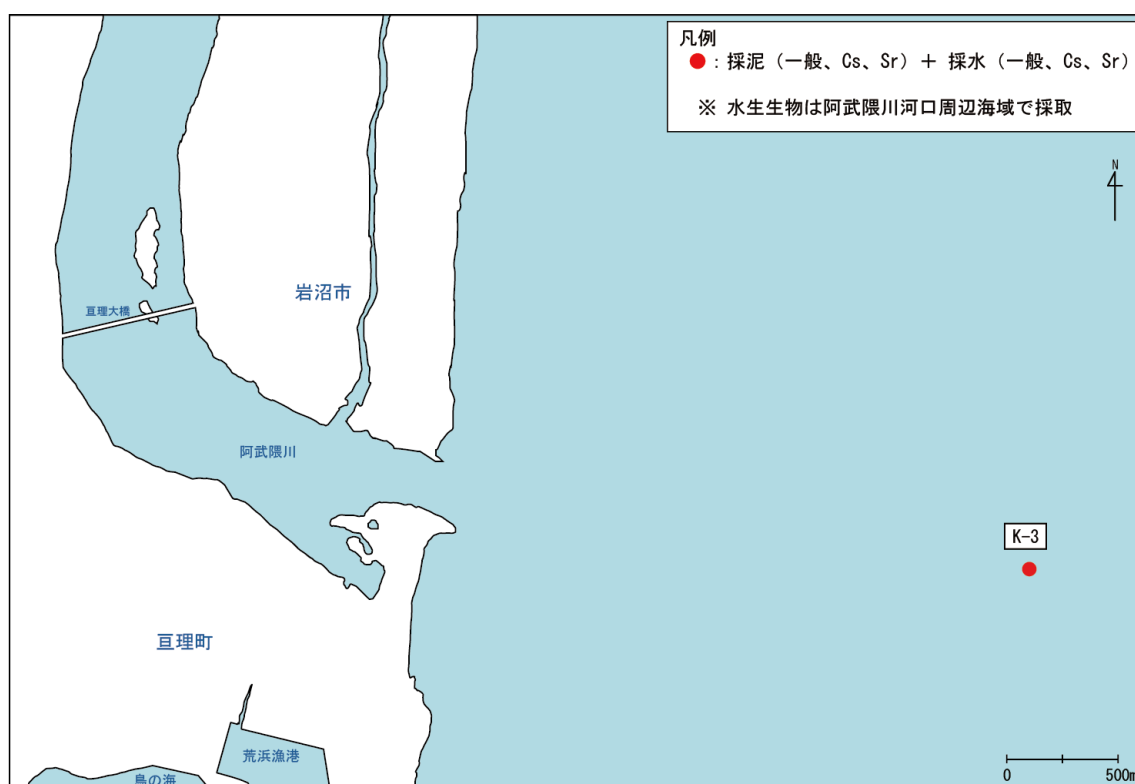 凡例
●：採泥（一般、Cs、Sr）＋ 採水（一般、Cs、Sr）
※ 水生生物は阿武隈川河口周辺海域で採取
N
岩沼市
亘理大橋
阿武隈川
K-3
亘理町
荒浜漁港
鳥の海
0 500m